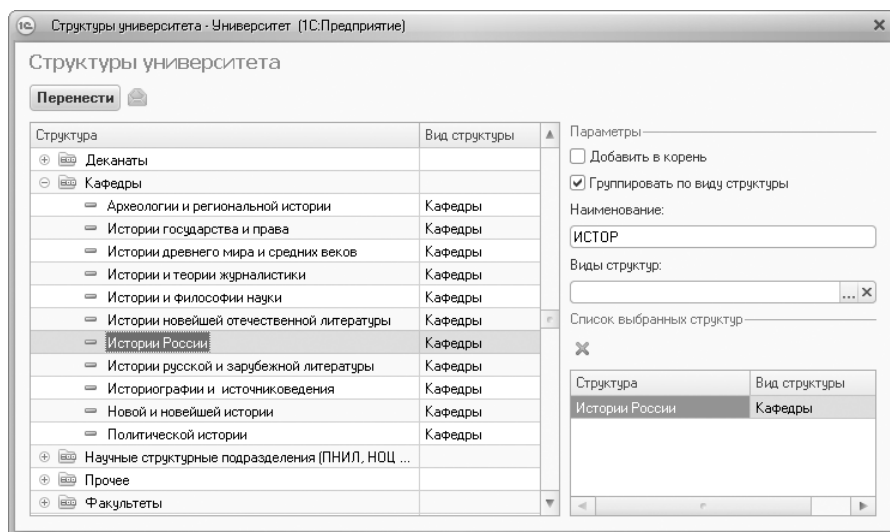 Структуры университета - Университет (1С:Предприятие)
Структуры университета
Перенести
Структура Вид структуры
Деканаты
Кафедры
Археологии и региональной истории Кафедры
Истории государства и права Кафедры
Истории древнего мира и средних веков Кафедры
Истории и теории журналистики Кафедры
Истории и философии науки Кафедры
Истории новейшей отечественной литературы Кафедры
Истории России Кафедры
Истории русской и зарубежной литературы Кафедры
Историографии и источниковедения Кафедры
Новой и новейшей истории Кафедры
Политической истории Кафедры
Научные структурные подразделения (ПНИЛ, НОЦ ...
Прочее
Факультеты
Параметры
Добавить в корень
Группировать по виду структуры
Наименование:
ИСТОР
Виды структур:
...
Список выбранных структур
Структура Вид структуры
Истории России Кафедры